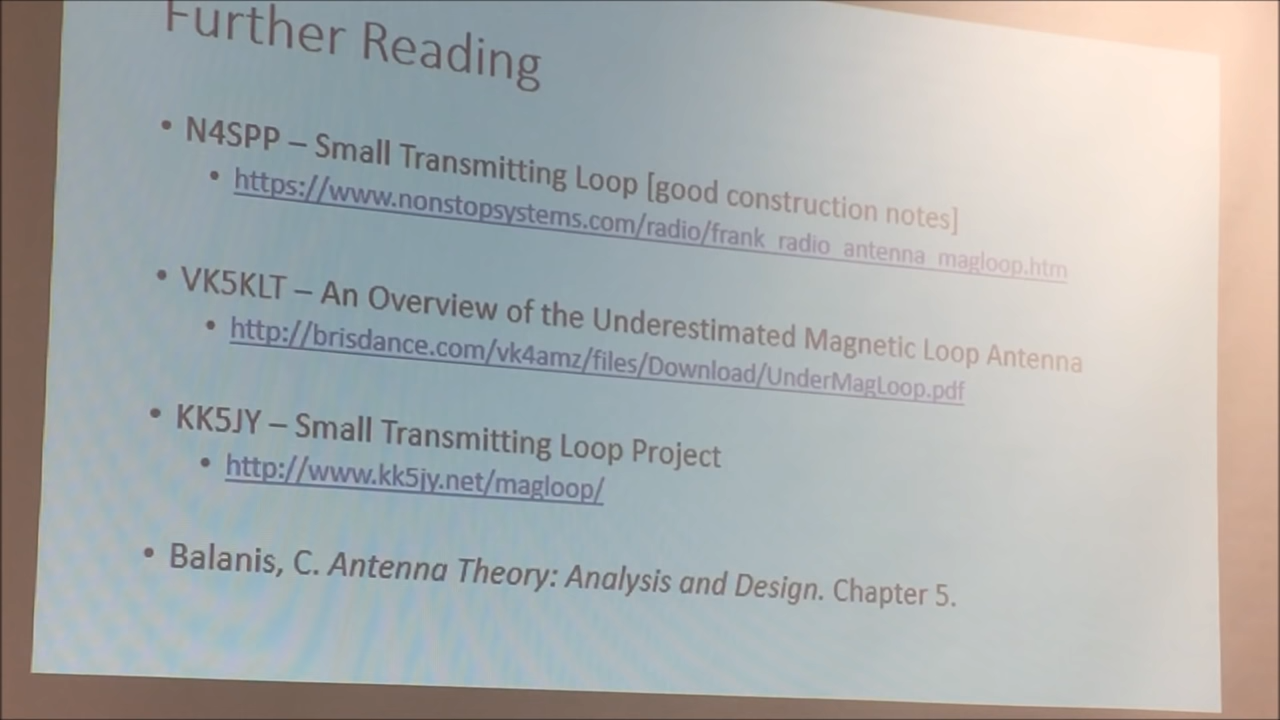 Further Reading
• N4SPP – Small Transmitting Loop [good construction notes]
• https://www.nonstopsystems.com/radio/frank_radio_antenna_magloop.htm
• VK5KLT – An Overview of the Underestimated Magnetic Loop Antenna
• http://brisdance.com/vk4amz/files/Download/UnderMagLoop.pdf
• KK5JY – Small Transmitting Loop Project
• http://www.kk5jy.net/magloop/
• Balanis, C. Antenna Theory: Analysis and Design. Chapter 5.